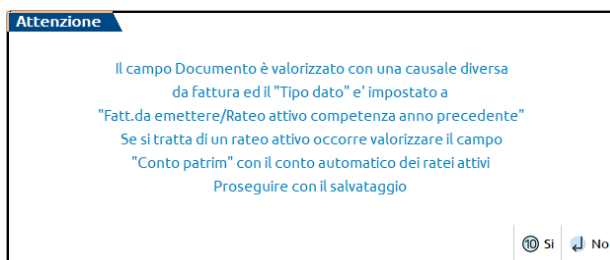 Attenzione
Il campo Documento è valorizzato con una causale diversa
da fattura ed il "Tipo dato" e' impostato a
"Fatt.da emettere/Rateo attivo competenza anno precedente"
Se si tratta di un rateo attivo occorre valorizzare il campo
"Conto patrim" con il conto automatico dei ratei attivi
Proseguire con il salvataggio
10 Si No